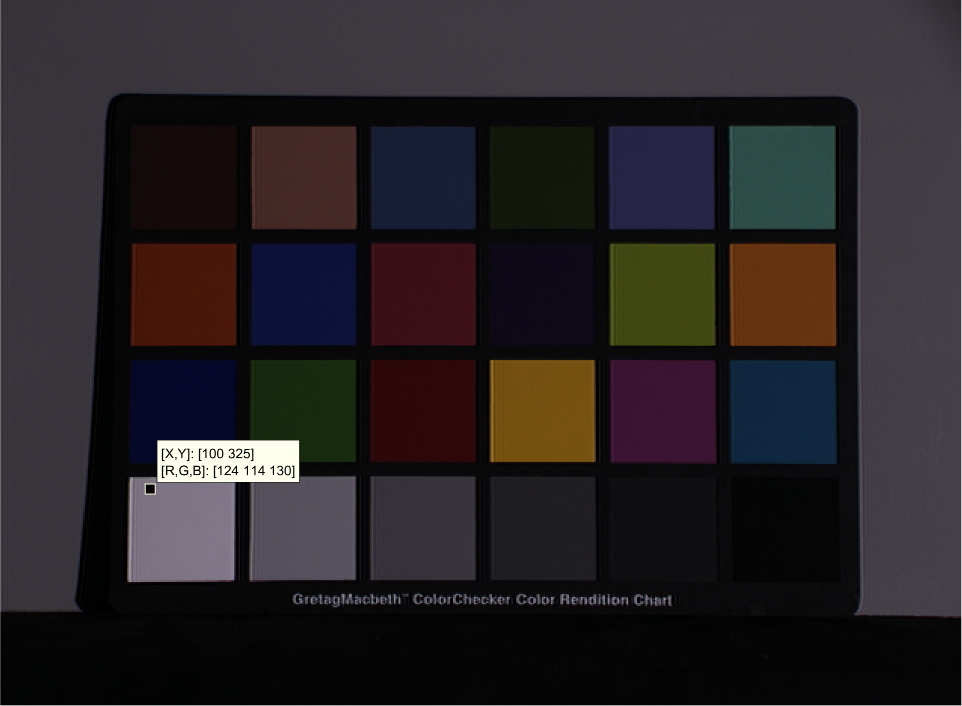 [X,Y]: [100 325]
[R,G,B]: [124 114 130]
GretagMacbeth™ ColorChecker Color Rendition Chart